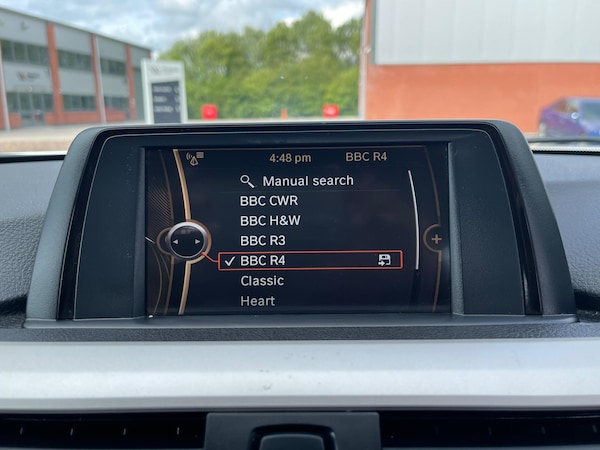 4:48 pm BBC R4
Manual search
BBC CWR
BBC H&W
BBC R3
BBC R4
Classic
Heart